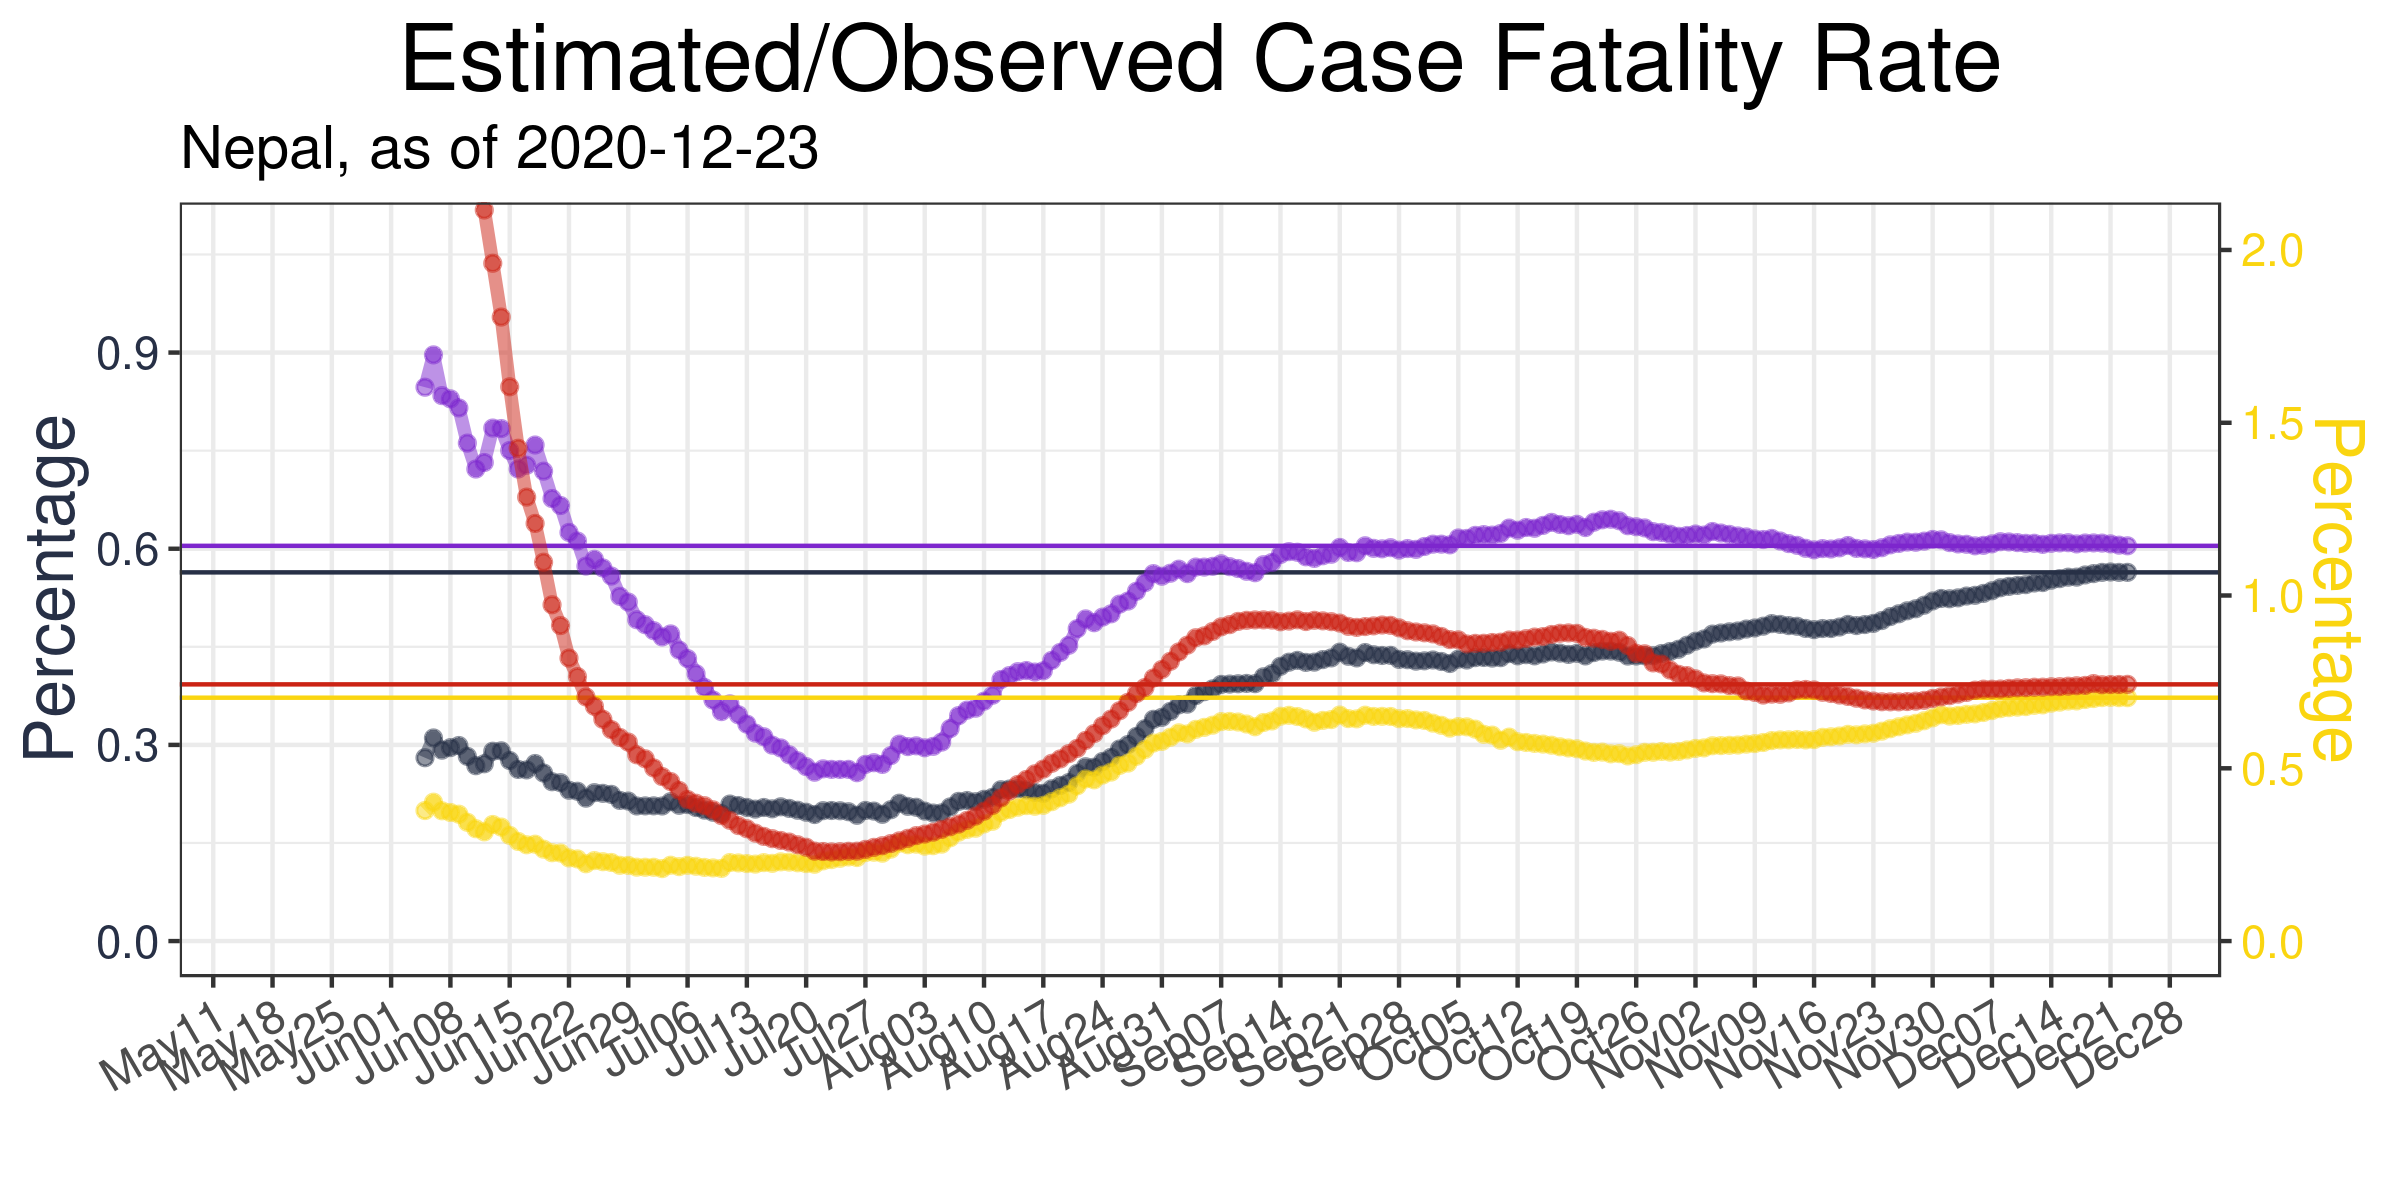 Estimated/Observed Case Fatality Rate
Nepal, as of 2020-12-23
Percentage
0.9
0.6
0.3
0.0
2.0
1.5
1.0
0.5
0.0
Percentage
May11
May18
May25
Jun01
Jun08
Jun15
Jun22
Jun29
Jul06
Jul13
Jul20
Jul27
Aug03
Aug10
Aug17
Aug24
Aug31
Sep07
Sep14
Sep21
Sep28
Oct05
Oct12
Oct19
Oct26
Nov02
Nov09
Nov16
Nov23
Nov30
Dec07
Dec14
Dec21
Dec28